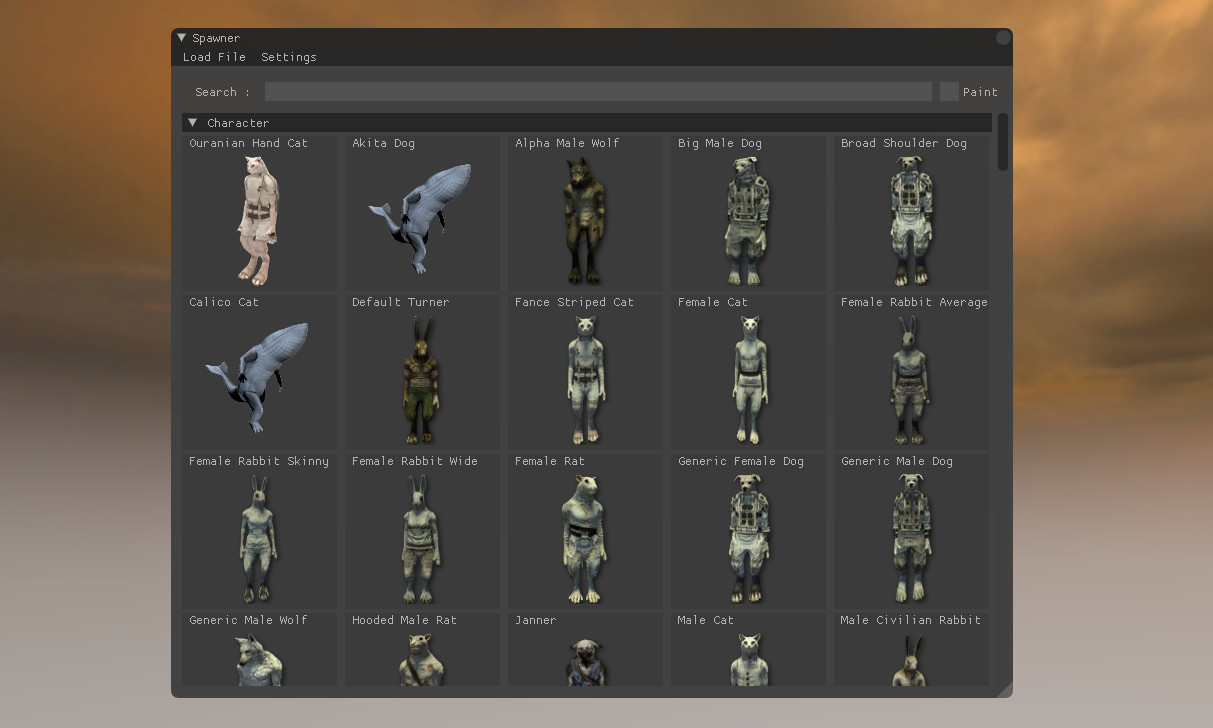 Spawner
Load File Settings
Search : Paint
Character
Ouranian Hand Cat Akita Dog Alpha Male Wolf Big Male Dog Broad Shoulder Dog
Calico Cat Default Turner Fance Striped Cat Female Cat Female Rabbit Average
Female Rabbit Skinny Female Rabbit Wide Female Rat Generic Female Dog Generic Male Dog
Generic Male Wolf Hooded Male Rat Janner Male Cat Male Civilian Rabbit